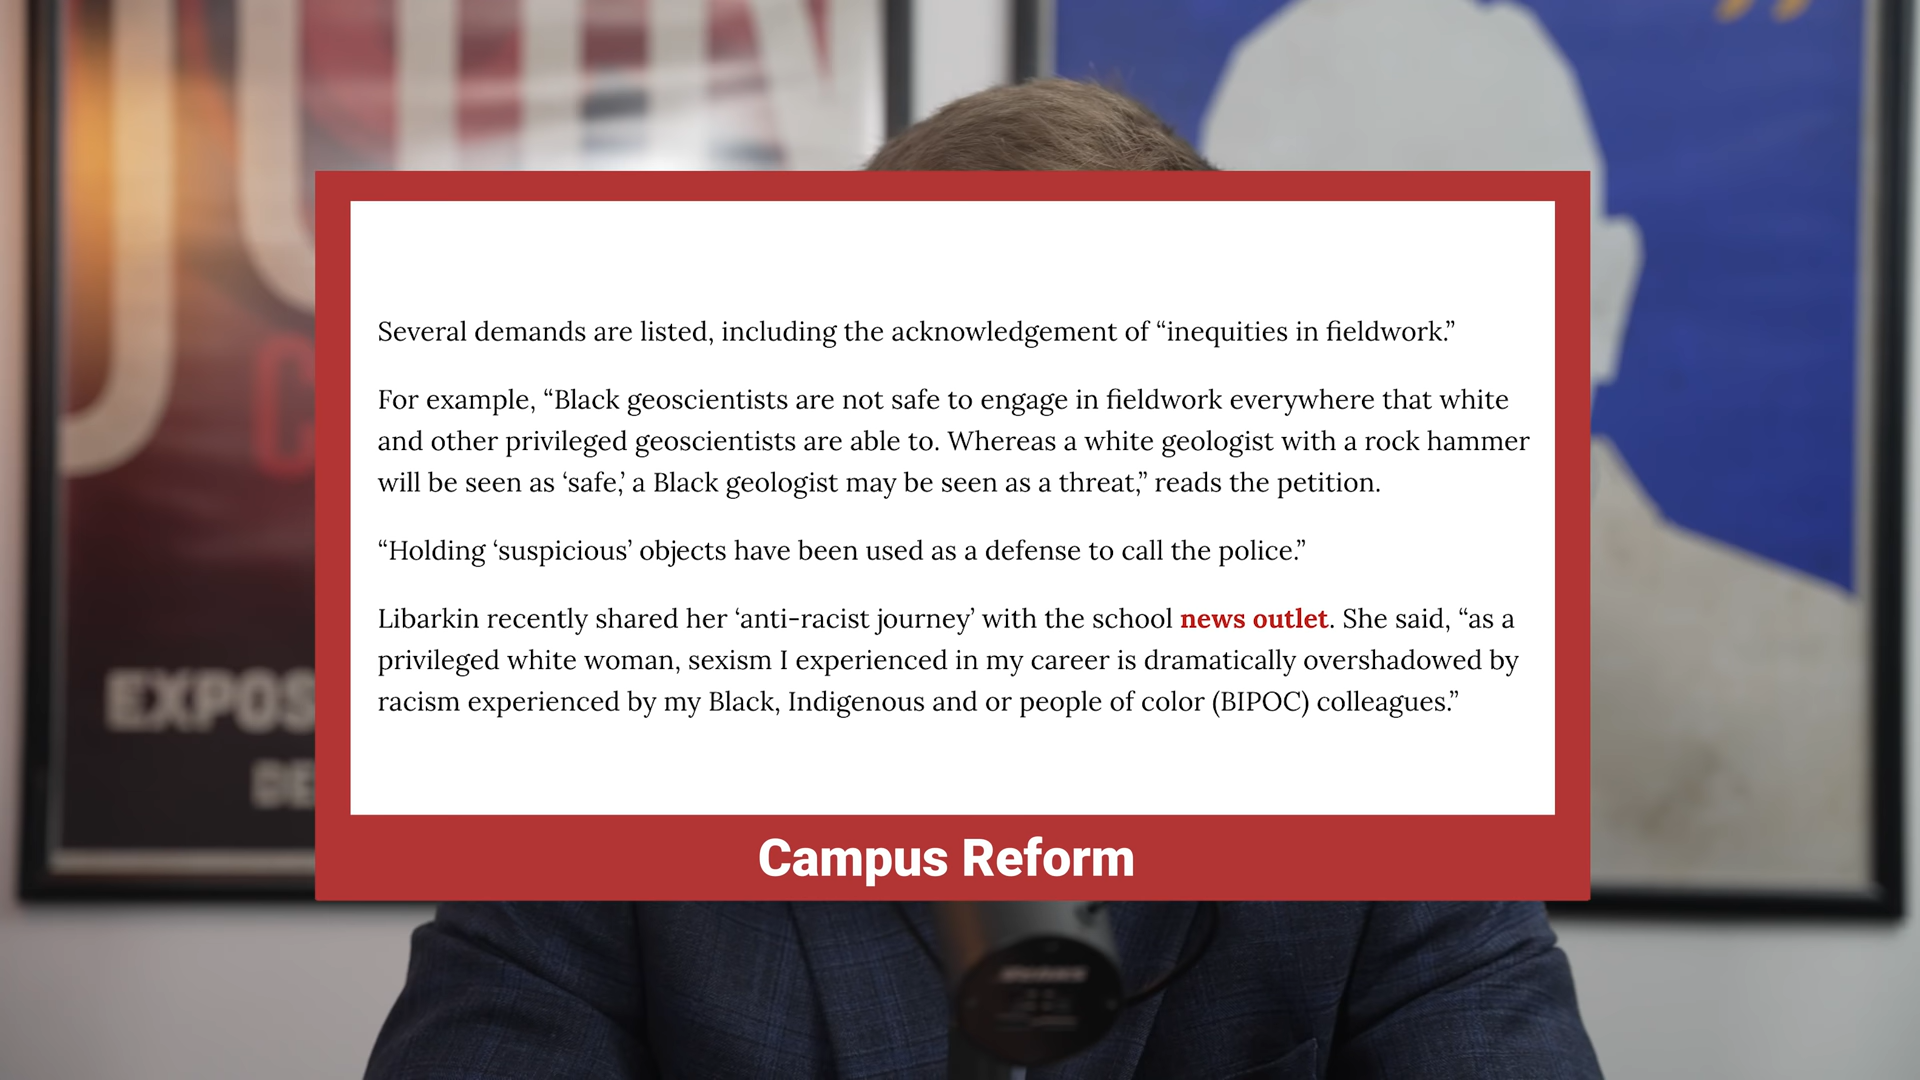 EXPOS
DE
Several demands are listed, including the acknowledgement of “inequities in fieldwork.”
For example, “Black geoscientists are not safe to engage in fieldwork everywhere that white
and other privileged geoscientists are able to. Whereas a white geologist with a rock hammer
will be seen as ‘safe,’ a Black geologist may be seen as a threat,” reads the petition.
“Holding ‘suspicious’ objects have been used as a defense to call the police.”
Libarkin recently shared her ‘anti-racist journey’ with the school news outlet. She said, “as a
privileged white woman, sexism I experienced in my career is dramatically overshadowed by
racism experienced by my Black, Indigenous and or people of color (BIPOC) colleagues.”
Campus Reform